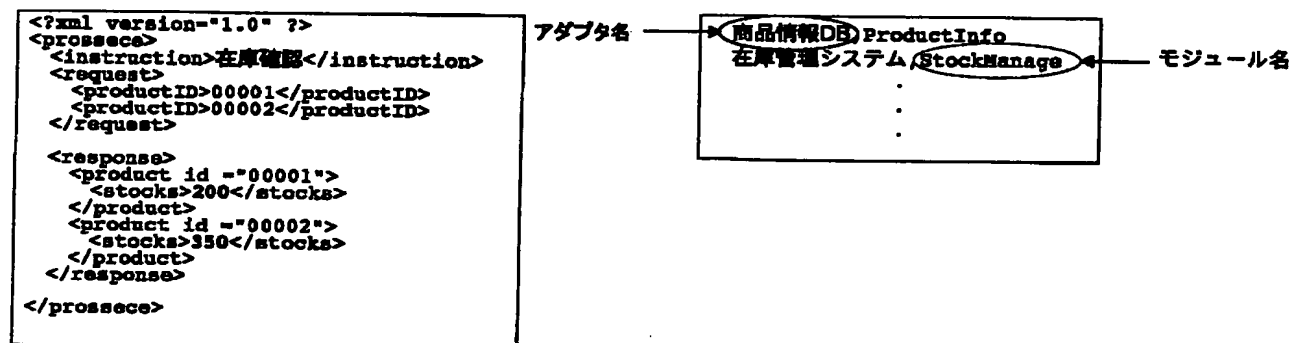 <?xml version="1.0" ?>
<prossece>
<instruction>在庫確認</instruction>
<request>
<productID>00001</productID>
<productID>00002</productID>
</request>
<response>
<product id ="00001">
<stocks>200</stocks>
</product>
<product id ="00002">
<stocks>350</stocks>
</product>
</response>
</prossece>
アダプタ名
商品情報DB,ProductInfo
在庫管理システム,StockManage
モジュール名